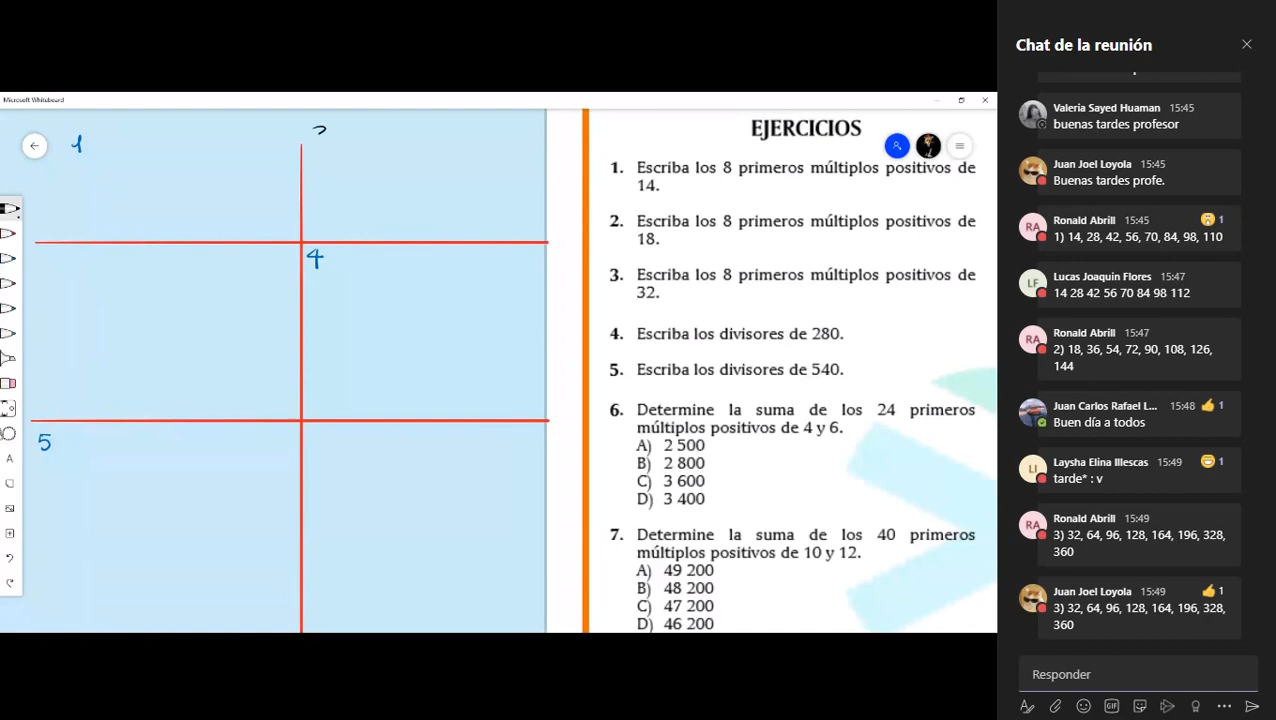 Microsoft Whiteboard
1
4
5
EJERCICIOS
1. Escriba los 8 primeros múltiplos positivos de
14.
2. Escriba los 8 primeros múltiplos positivos de
18.
3. Escriba los 8 primeros múltiplos positivos de
32.
4. Escriba los divisores de 280.
5. Escriba los divisores de 540.
6. Determine la suma de los 24 primeros
múltiplos positivos de 4 y 6.
A) 2 500
B) 2 800
C) 3 600
D) 3 400
7. Determine la suma de los 40 primeros
múltiplos positivos de 10 y 12.
A) 49 200
B) 48 200
C) 47 200
D) 46 200
Chat de la reunión
Valeria Sayed Huaman 15:45
buenas tardes profesor
Juan Joel Loyola 15:45
Buenas tardes profe.
RA Ronald Abrill 15:45 1
1) 14, 28, 42, 56, 70, 84, 98, 110
LF Lucas Joaquin Flores 15:47
14 28 42 56 70 84 98 112
RA Ronald Abrill 15:47
2) 18, 36, 54, 72, 90, 108, 126,
144
Juan Carlos Rafael L... 15:48 1
Buen día a todos
LI Laysha Elina Illescas 15:49 1
tarde* : v
RA Ronald Abrill 15:49
3) 32, 64, 96, 128, 164, 196, 328,
360
Juan Joel Loyola 15:49 1
3) 32, 64, 96, 128, 164, 196, 328,
360
Responder
GIF